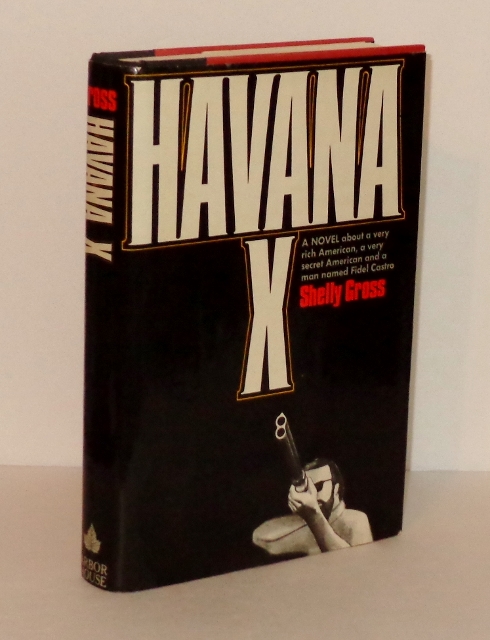 HAVANA
X
A NOVEL about a very
rich American, a very
secret American and a
man named Fidel Castro
Shelly Gross
ross
HAVANA X
RBOR
OUSE